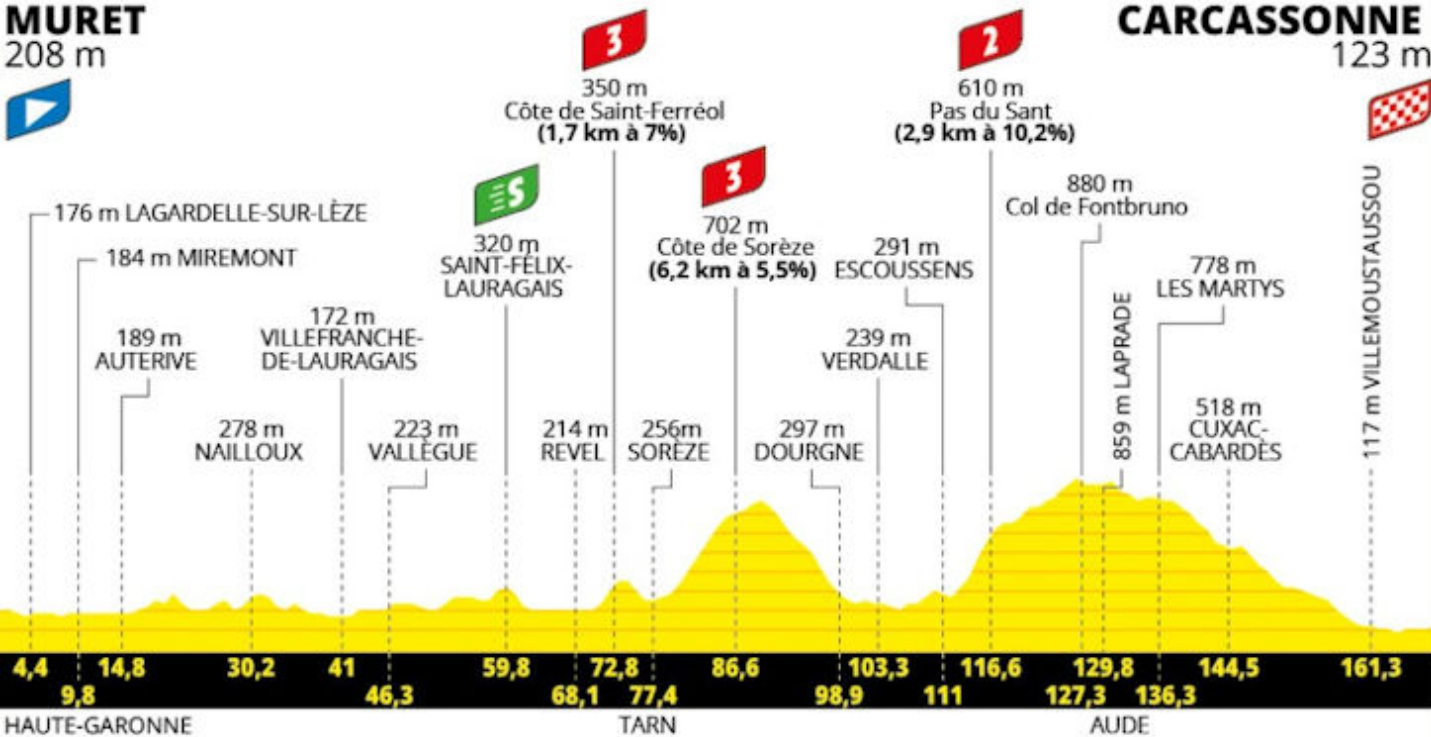 MURET
208 m
CARCASSONNE
123 m
3
350 m
Côte de Saint-Ferréol
(1,7 km à 7%)
2
610 m
Pas du Sant
(2,9 km à 10,2%)
S
320 m
SAINT-FÉLIX-
LAURAGAIS
3
702 m
Côte de Sorèze
(6,2 km à 5,5%)
880 m
Col de Fontbruno
176 m LAGARDELLE-SUR-LÈZE
184 m MIREMONT
291 m
ESCOUSSENS
778 m
LES MARTYS
189 m
AUTERIVE
172 m
VILLEFRANCHE-
DE-LAURAGAIS
239 m
VERDALLE
859 m LAPRADE
117 m VILLEMOUSTAUSSOU
278 m
NAILLOUX
223 m
VALLÈGUE
214 m
REVEL
256m
SORÈZE
297 m
DOURGNE
518 m
CUXAC-
CABARDÈS
4,4 14,8 30,2 41 59,8 72,8 86,6 103,3 116,6 129,8 144,5 161,3
9,8 46,3 68,1 77,4 98,9 111 127,3 136,3
HAUTE-GARONNE TARN AUDE